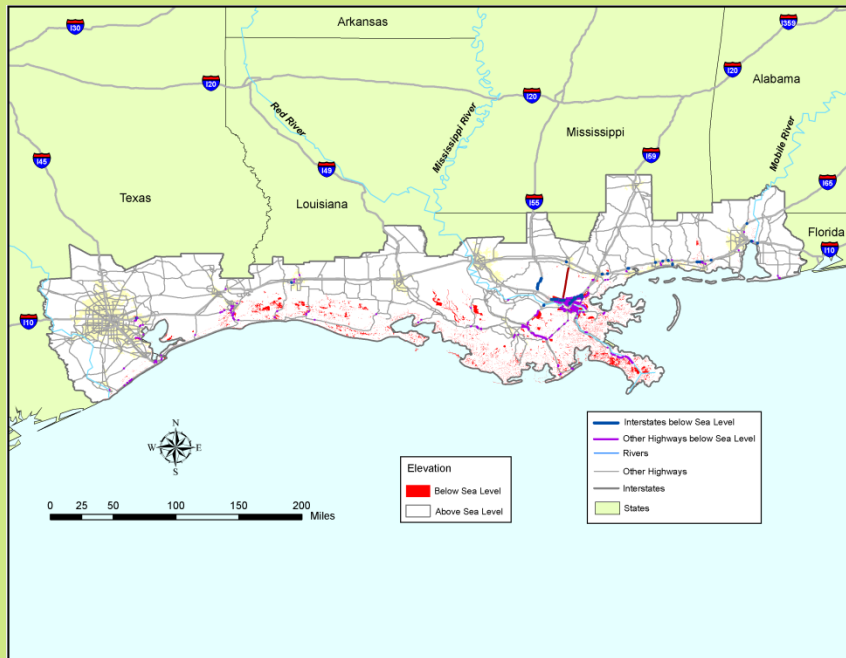 I30
Arkansas
I359
I20
I20
I20
Alabama
Red River
Mississippi River
Mississippi
Mobile River
I45
I49
I59
I65
Texas
Louisiana
I55
Florida
I10
I10
N
W E
S
Interstates below Sea Level
Other Highways below Sea Level
Rivers
Other Highways
Interstates
States
Elevation
Below Sea Level
Above Sea Level
0 25 50 100 150 200
Miles